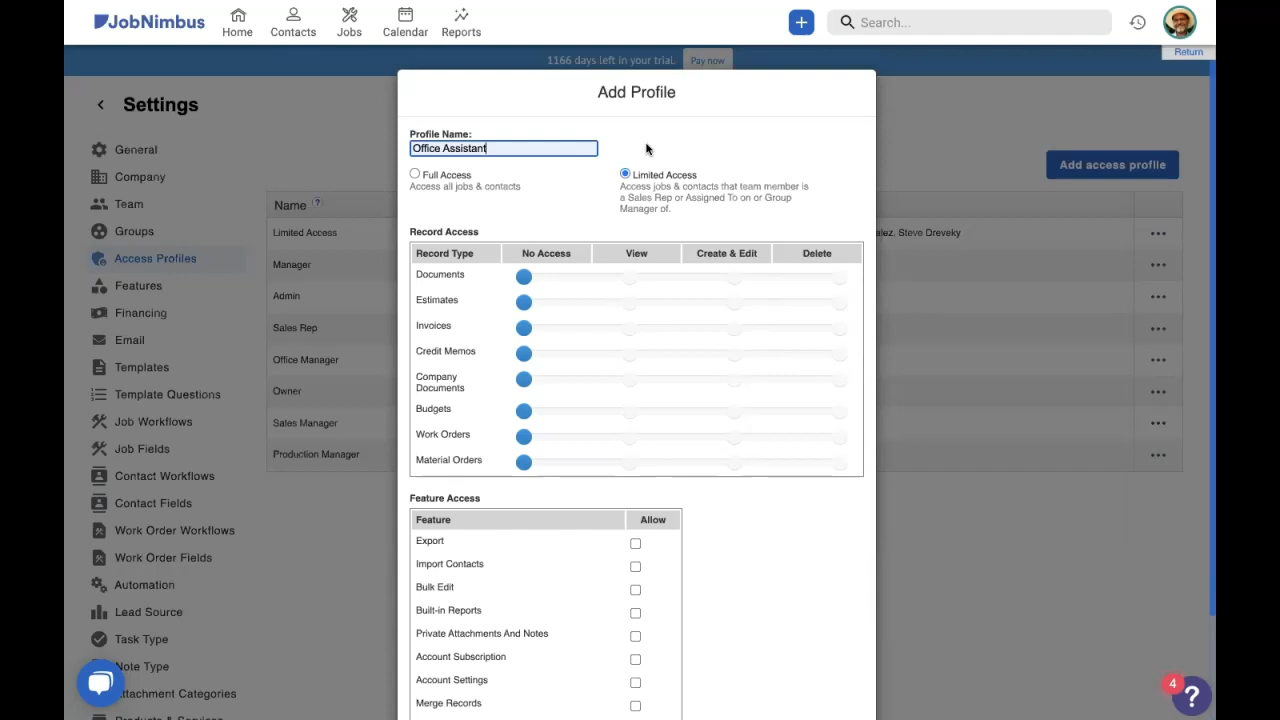 JobNimbus
Home
Contacts
Jobs
Calendar
Reports
+
Search...
Return
1166 days left in your trial.
Pay now
Settings
General
Company
Team
Groups
Access Profiles
Features
Financing
Email
Templates
Template Questions
Job Workflows
Job Fields
Contact Workflows
Contact Fields
Work Order Workflows
Work Order Fields
Automation
Lead Source
Task Type
Note Type
Attachment Categories
Add access profile
Name ?
Limited Access
Steve Dreveky
Manager
Admin
Sales Rep
Office Manager
Owner
Sales Manager
Production Manager
Add Profile
Profile Name:
Office Assistant
Full Access
Access all jobs & contacts
Limited Access
Access jobs & contacts that team member is
a Sales Rep or Assigned To on or Group
Manager of.
Record Access
Record Type No Access View Create & Edit Delete
Documents
Estimates
Invoices
Credit Memos
Company
Documents
Budgets
Work Orders
Material Orders
Feature Access
Feature Allow
Export
Import Contacts
Bulk Edit
Built-in Reports
Private Attachments And Notes
Account Subscription
Account Settings
Merge Records
4
?